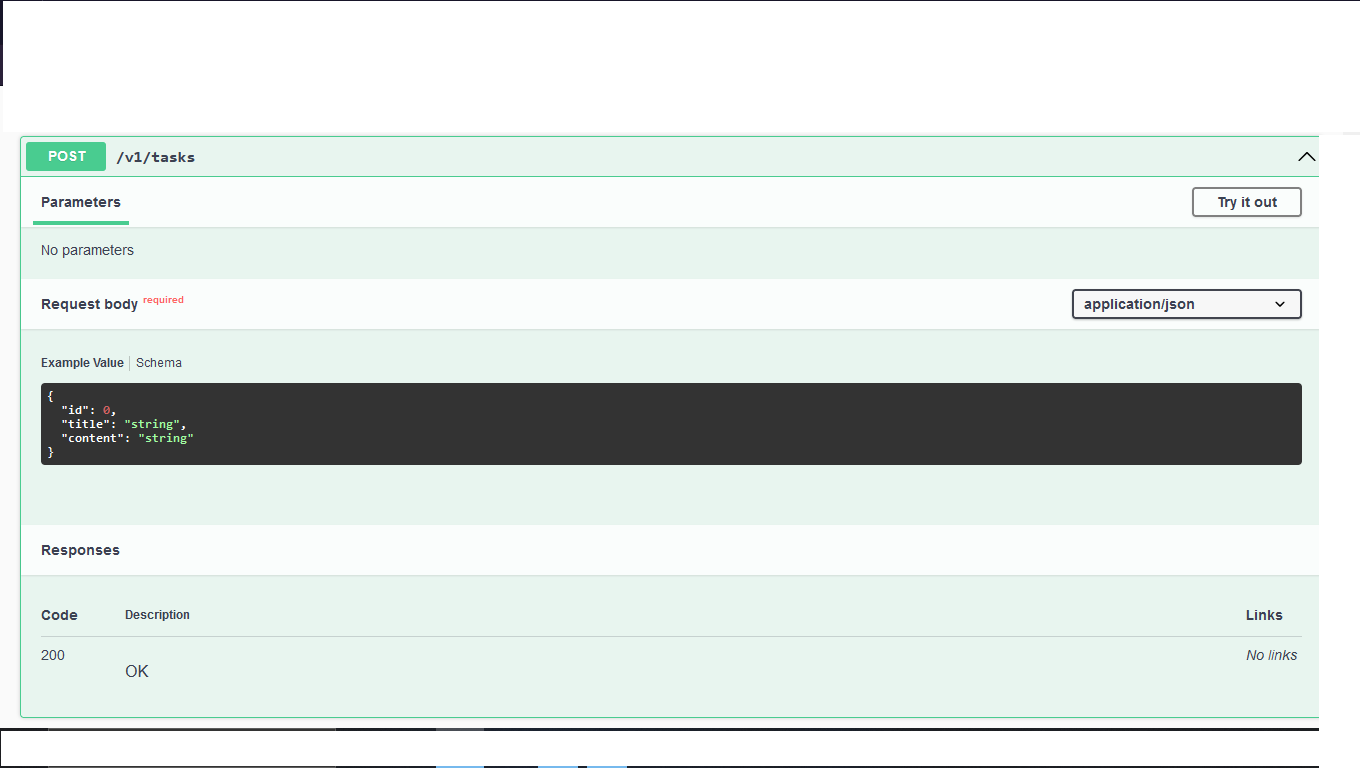 POST /v1/tasks
Parameters
Try it out
No parameters
Request body required
application/json
Example Value Schema
{
  "id": 0,
  "title": "string",
  "content": "string"
}
Responses
Code Description Links
200 No links
OK